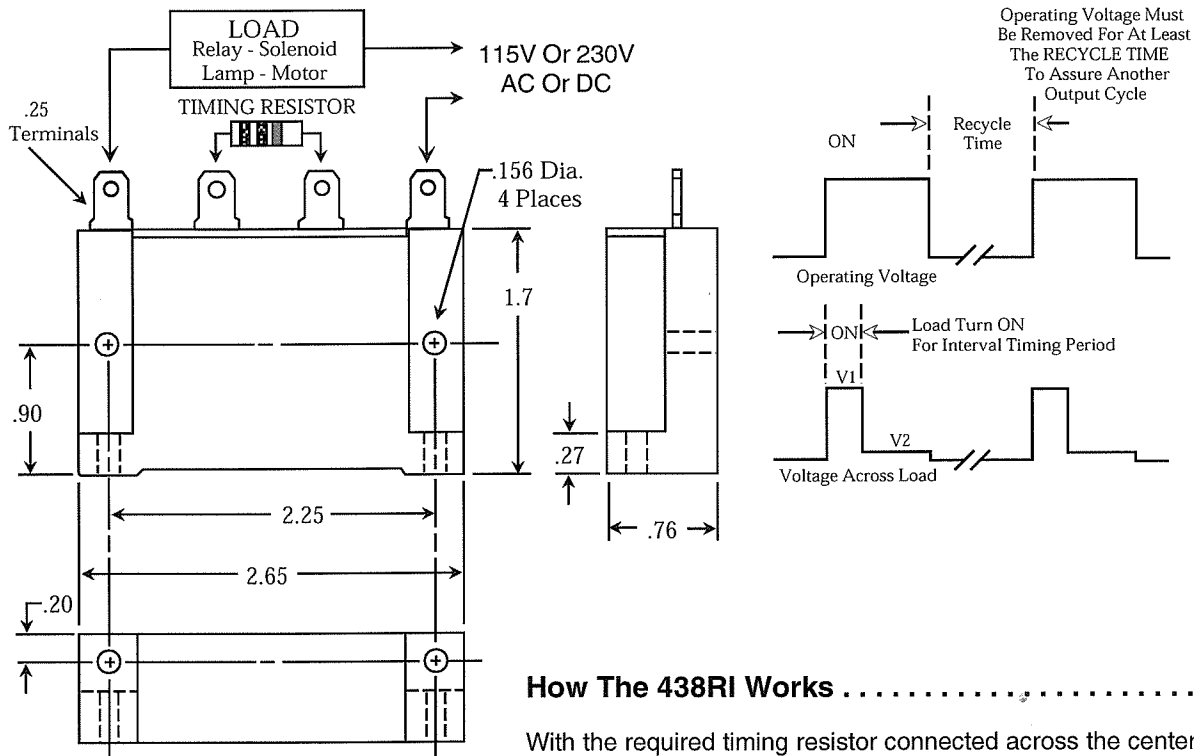 LOAD
Relay - Solenoid
Lamp - Motor
115V Or 230V
AC Or DC
TIMING RESISTOR
.25
Terminals
.156 Dia.
4 Places
1.7
.90
.27
2.25
.76
2.65
.20
Operating Voltage Must
Be Removed For At Least
The RECYCLE TIME
To Assure Another
Output Cycle
ON
Recycle
Time
Operating Voltage
ON
Load Turn ON
For Interval Timing Period
V1
V2
Voltage Across Load
How The 438RI Works . . . . . . . . . . . . . . . . . . . . . . . . .
With the required timing resistor connected across the center